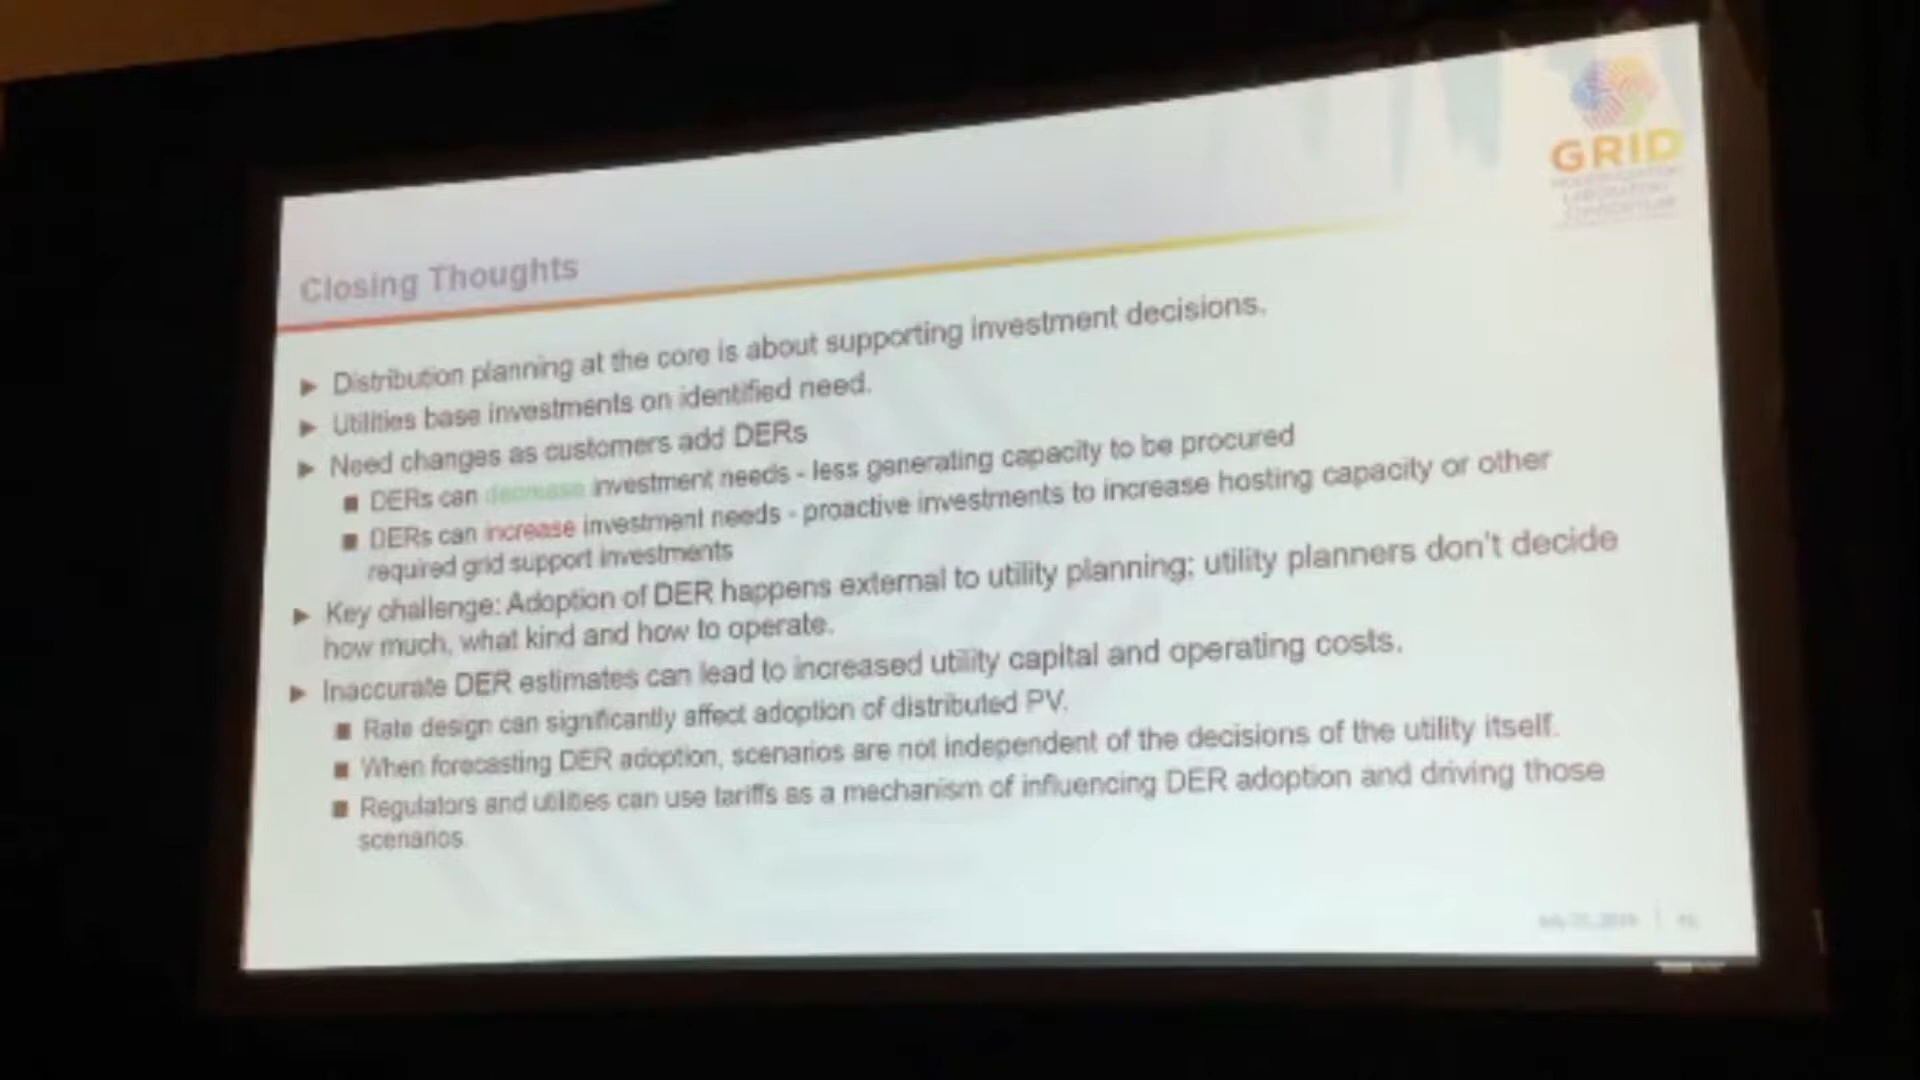 GRID
Closing Thoughts
► Distribution planning at the core is about supporting investment decisions.
► Utilities base investments on identified need.
► Need changes as customers add DERs
■ DERs can decrease investment needs - less generating capacity to be procured
■ DERs can increase investment needs - proactive investments to increase hosting capacity or other
required grid support investments
► Key challenge: Adoption of DER happens external to utility planning; utility planners don't decide
how much, what kind and how to operate.
► Inaccurate DER estimates can lead to increased utility capital and operating costs.
■ Rate design can significantly affect adoption of distributed PV.
■ When forecasting DER adoption, scenarios are not independent of the decisions of the utility itself.
■ Regulators and utilities can use tariffs as a mechanism of influencing DER adoption and driving those
scenarios